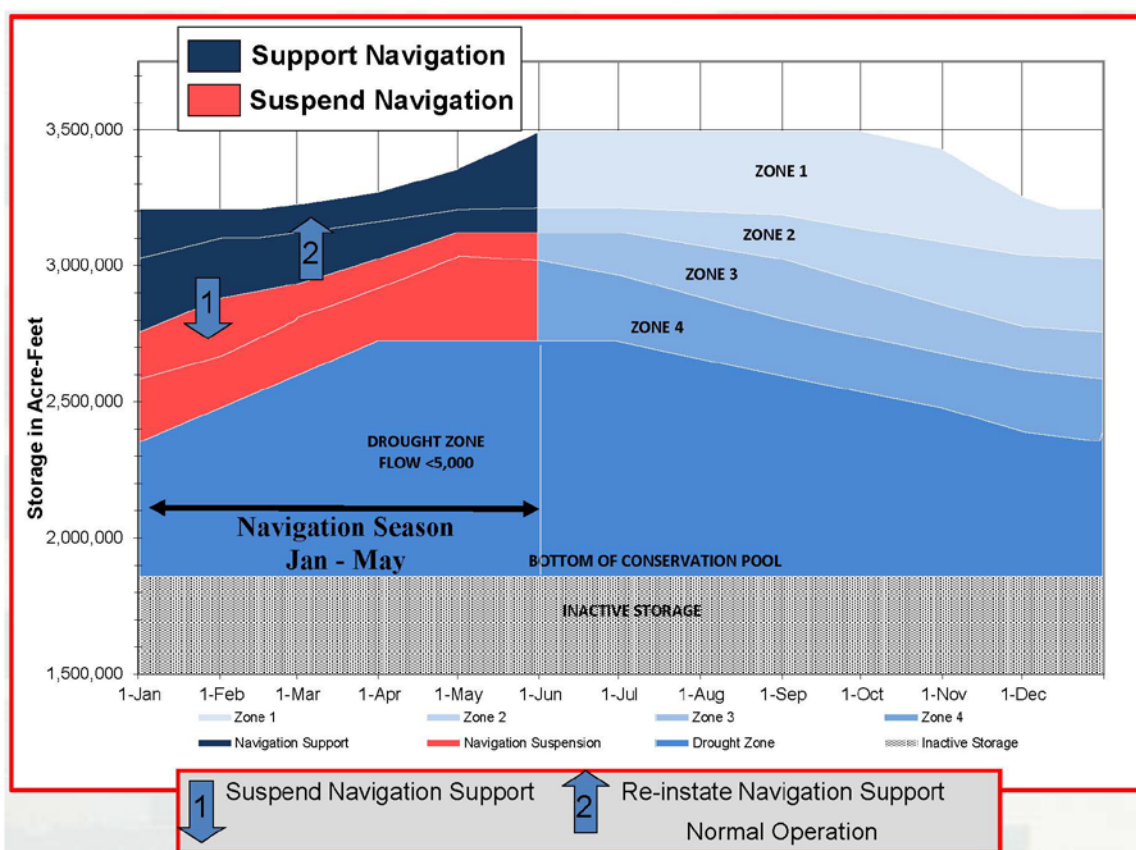 Support Navigation
Suspend Navigation
3,500,000
3,000,000
2,500,000
2,000,000
1,500,000
Storage in Acre-Feet
ZONE 1
ZONE 2
ZONE 3
ZONE 4
2
1
DROUGHT ZONE
FLOW <5,000
Navigation Season
Jan - May
BOTTOM OF CONSERVATION POOL
INACTIVE STORAGE
1-Jan 1-Feb 1-Mar 1-Apr 1-May 1-Jun 1-Jul 1-Aug 1-Sep 1-Oct 1-Nov 1-Dec
Zone 1 Zone 2 Zone 3 Zone 4
Navigation Support Navigation Suspension Drought Zone Inactive Storage
1 Suspend Navigation Support 2 Re-instate Navigation Support
Normal Operation